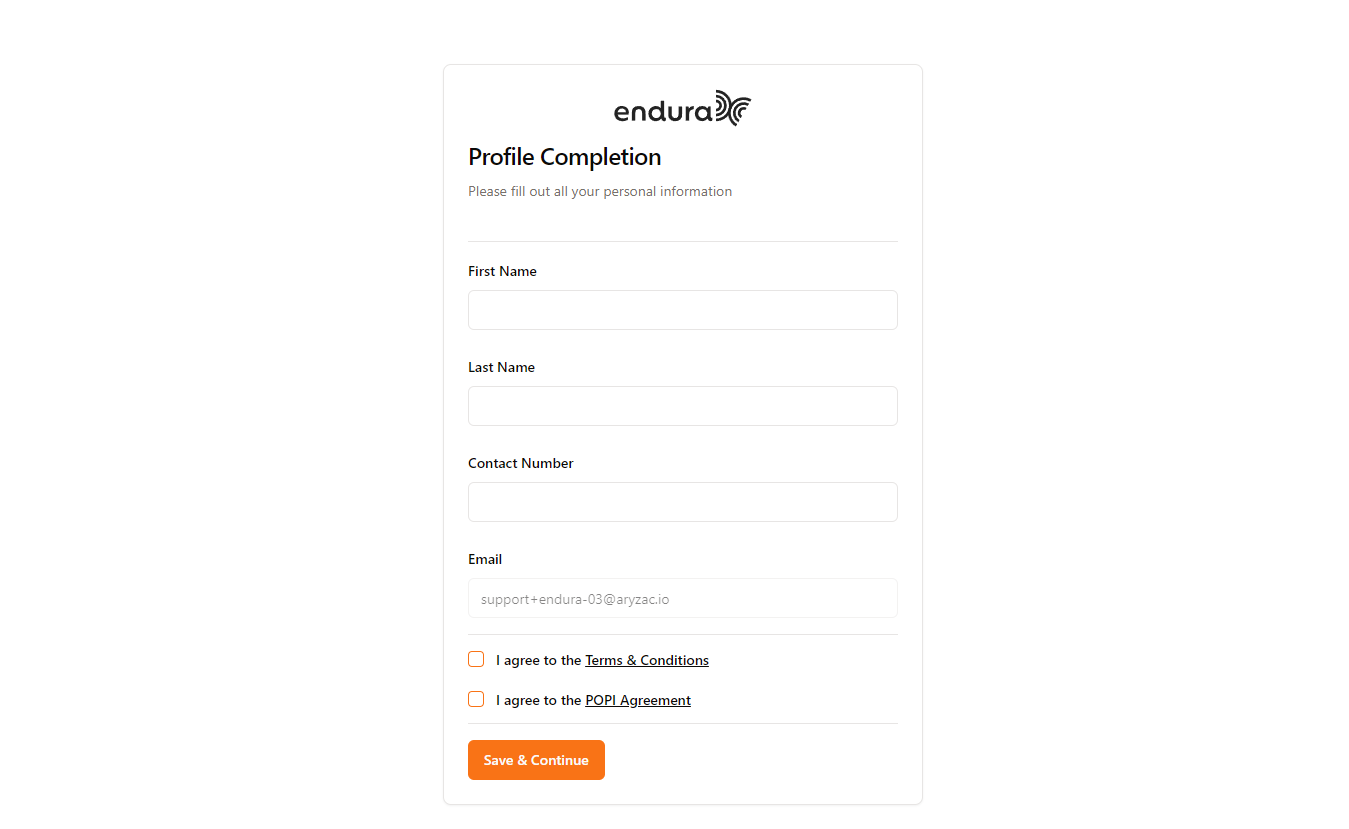 endura
Profile Completion
Please fill out all your personal information
First Name
Last Name
Contact Number
Email
support+endura-03@aryzac.io
I agree to the Terms & Conditions
I agree to the POPI Agreement
Save & Continue